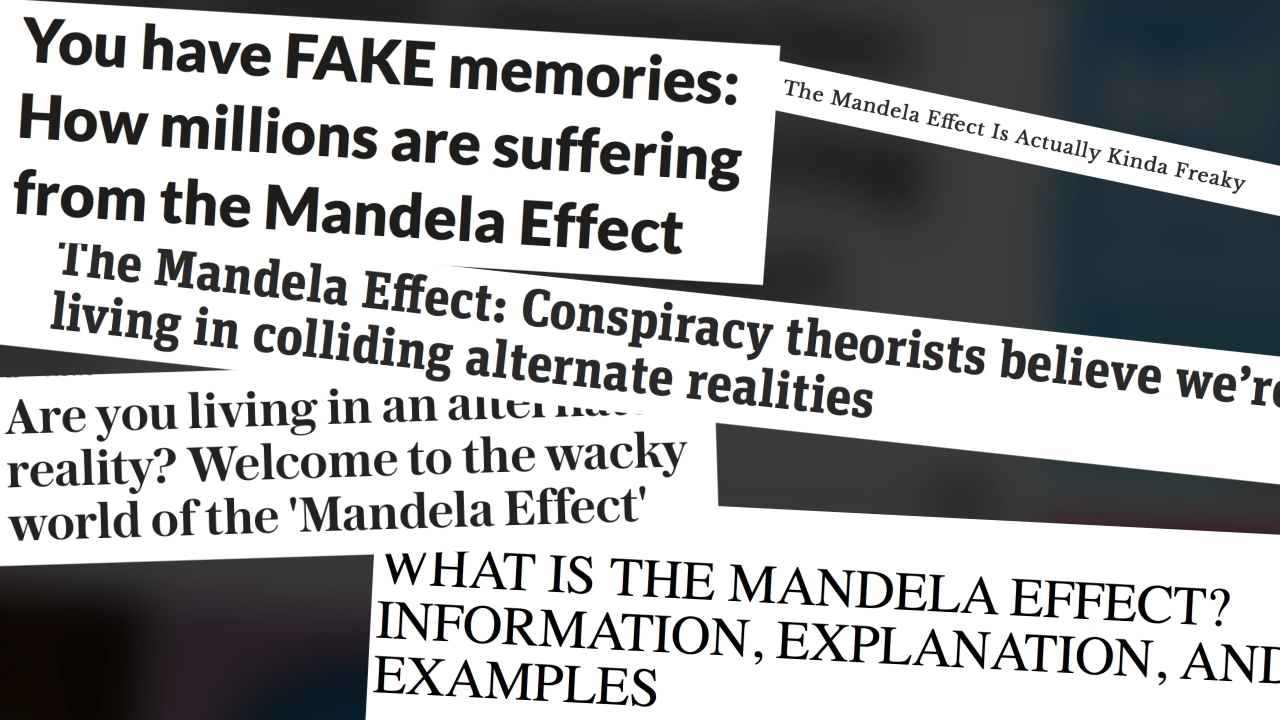 You have FAKE memories:
How millions are suffering
from the Mandela Effect
The Mandela Effect Is Actually Kinda Freaky
The Mandela Effect: Conspiracy theorists believe we're
living in colliding alternate realities
Are you living in an
reality? Welcome to the wacky
world of the 'Mandela Effect'
WHAT IS THE MANDELA EFFECT?
INFORMATION, EXPLANATION, AND
EXAMPLES